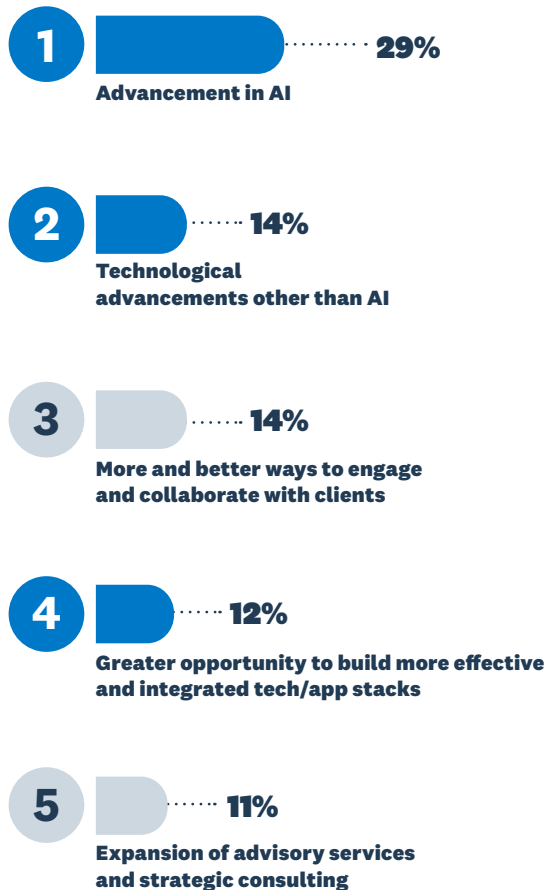 1
29%
Advancement in AI
2
14%
Technological
advancements other than AI
3
14%
More and better ways to engage
and collaborate with clients
4
12%
Greater opportunity to build more effective
and integrated tech/app stacks
5
11%
Expansion of advisory services
and strategic consulting